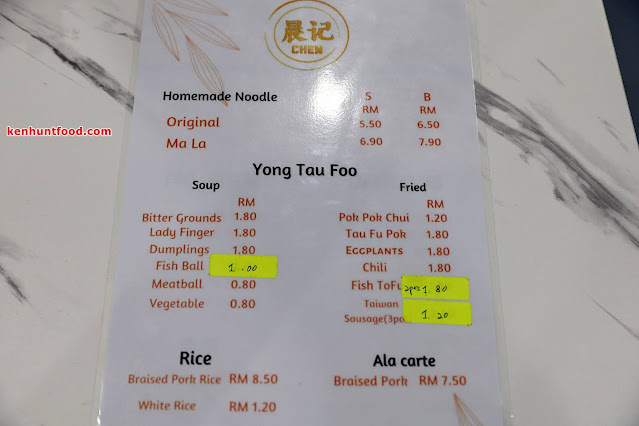 晨记
CHEN
kenhuntfood.com
Homemade Noodle S B
RM RM
Original 5.50 6.50
Ma La 6.90 7.90
Yong Tau Foo
Soup
RM
Bitter Grounds 1.80
Lady Finger 1.80
Dumplings 1.80
Fish Ball 1.00
Meatball 0.80
Vegetable 0.80
Fried
RM
Pok Pok Chui 1.20
Tau Fu Pok 1.80
EGGPLANTS 1.80
Chili 1.80
Fish ToFu 2pcs 1.80
Taiwan
Sausage(3pc 1.20
Rice
Braised Pork Rice RM 8.50
White Rice RM 1.20
Ala carte
Braised Pork RM 7.50